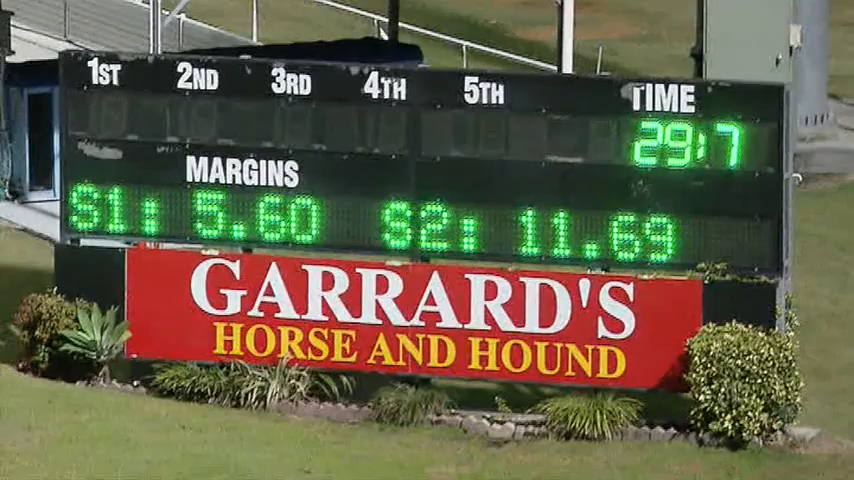 1ST 2ND 3RD 4TH 5TH TIME
29:7
MARGINS
S1: 5.60 S2: 11.69
GARRARD'S
HORSE AND HOUND